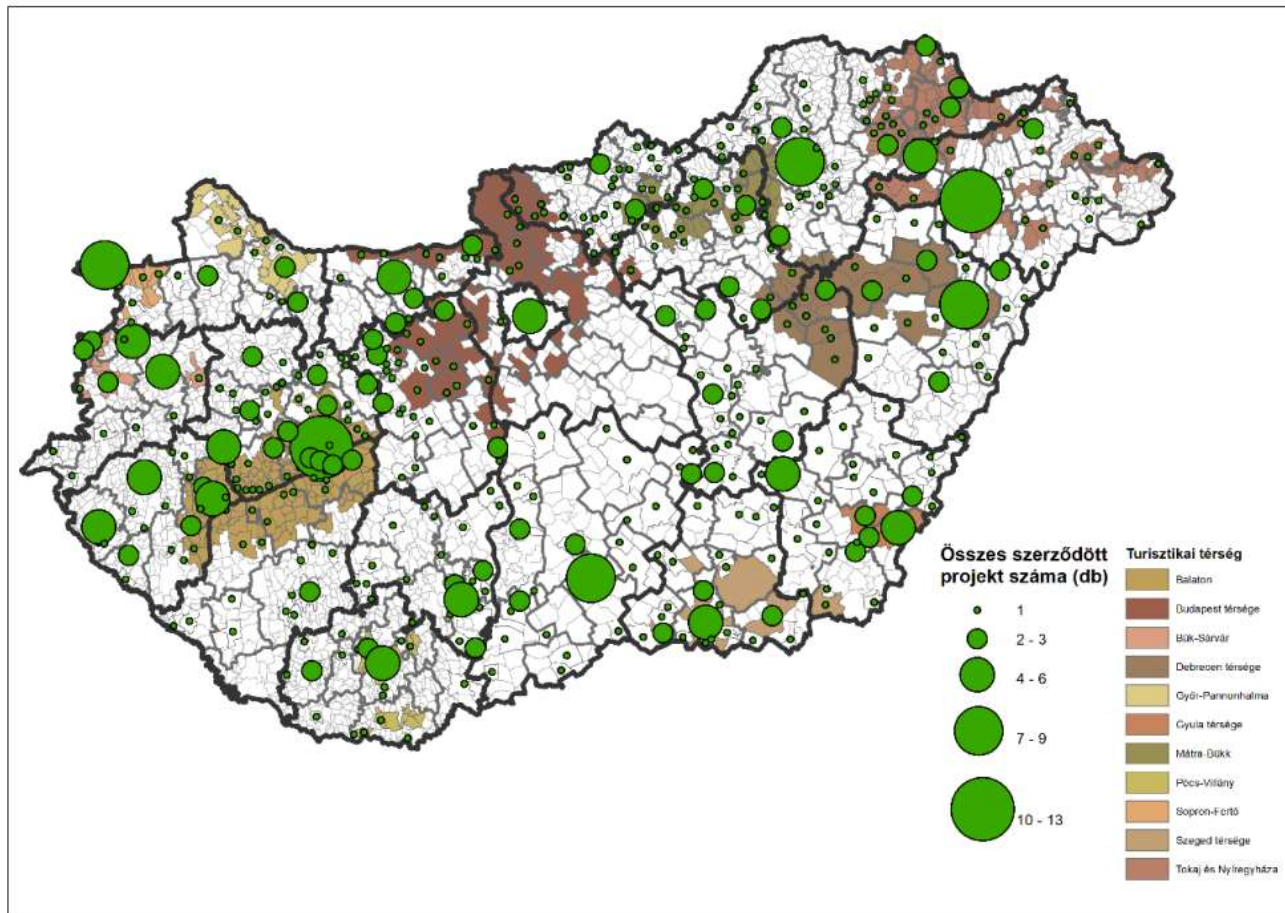 Összes szerződött
projekt száma (db)
1
2 - 3
4 - 6
7 - 9
10 - 13
Turisztikai térség
Balaton
Budapest térsége
Bük-Sárvár
Debrecen térsége
Győr-Pannonhalma
Gyula térsége
Mátra-Bükk
Pécs-Villány
Sopron-Fertő
Szeged térsége
Tokaj és Nyíregyháza